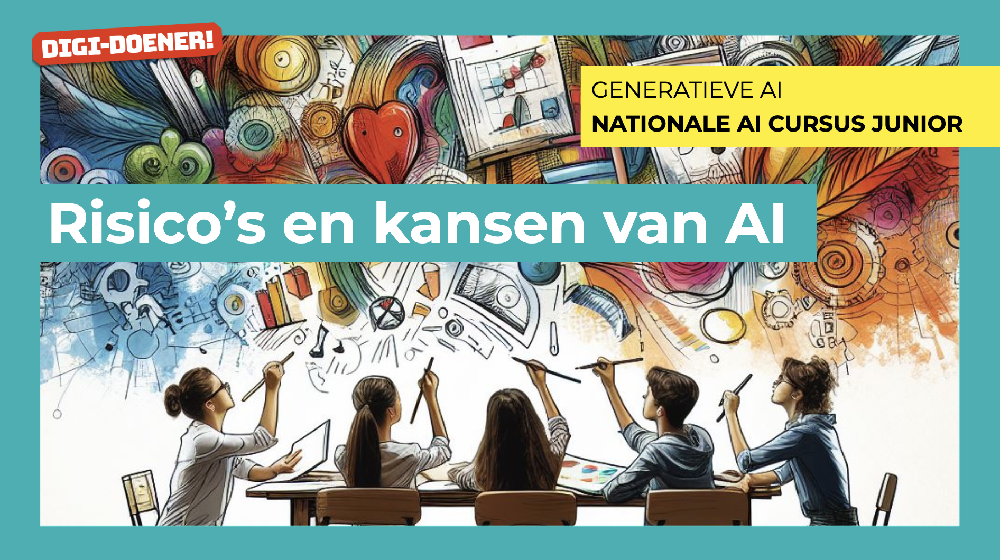 DIGI-DOENER!
GENERATIEVE AI
NATIONALE AI CURSUS JUNIOR
Risico’s en kansen van AI